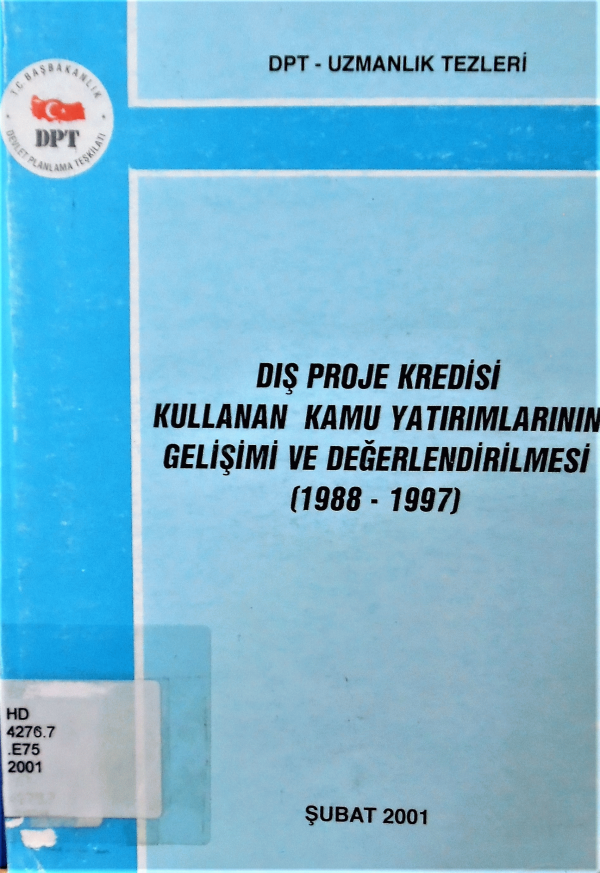 DPT - UZMANLIK TEZLERİ
T.C BAŞBAKANLIK
DPT
DEVLET PLANLAMA TEŞKİLATI
DIŞ PROJE KREDİSİ
KULLANAN KAMU YATIRIMLARININ
GELİŞİMİ VE DEĞERLENDİRİLMESİ
(1988 - 1997)
HD
4276.7
.E75
2001
ŞUBAT 2001